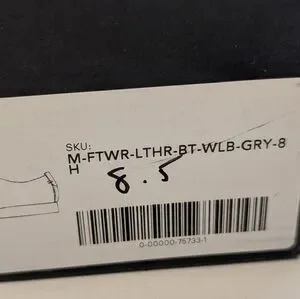 SKU:
M-FTWR-LTHR-BT-WLB-GRY-8
H 8.5
0-00000-75733-1